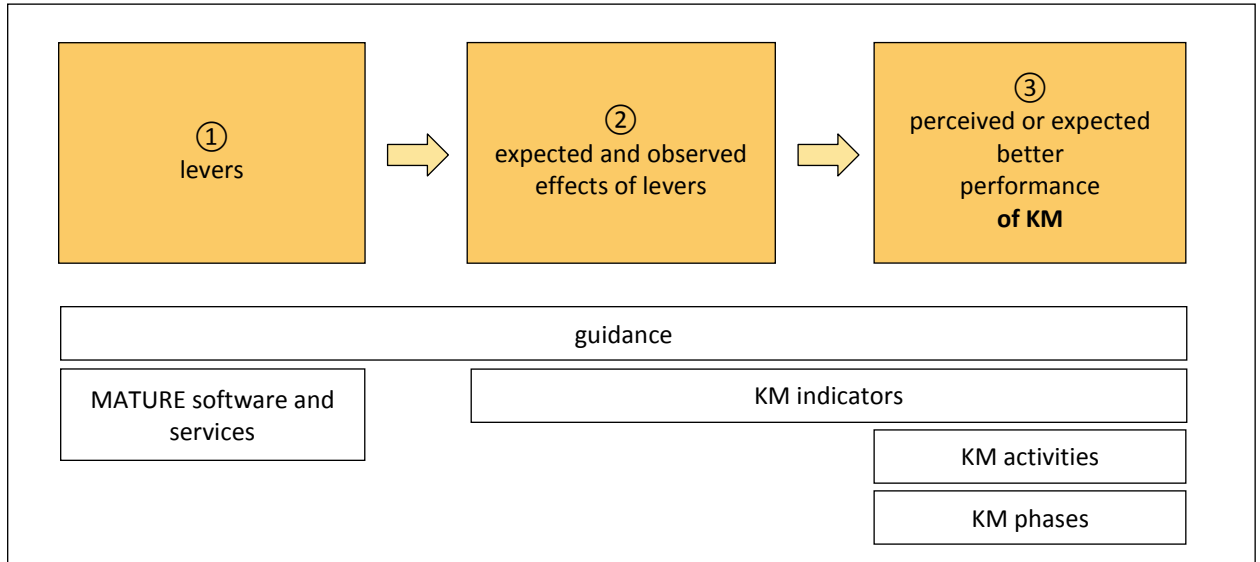 ①
levers
②
expected and observed
effects of levers
③
perceived or expected
better
performance
of KM
guidance
MATURE software and
services
KM indicators
KM activities
KM phases